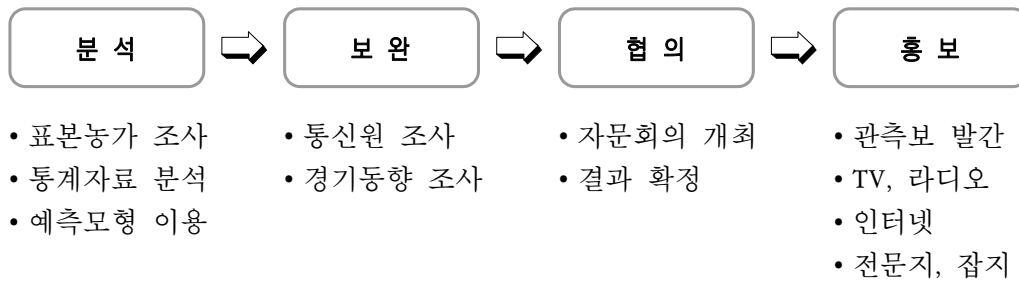 분 석
보 완
협 의
홍 보
• 표본농가 조사
• 통계자료 분석
• 예측모형 이용
• 통신원 조사
• 경기동향 조사
• 자문회의 개최
• 결과 확정
• 관측보 발간
• TV, 라디오
• 인터넷
• 전문지, 잡지